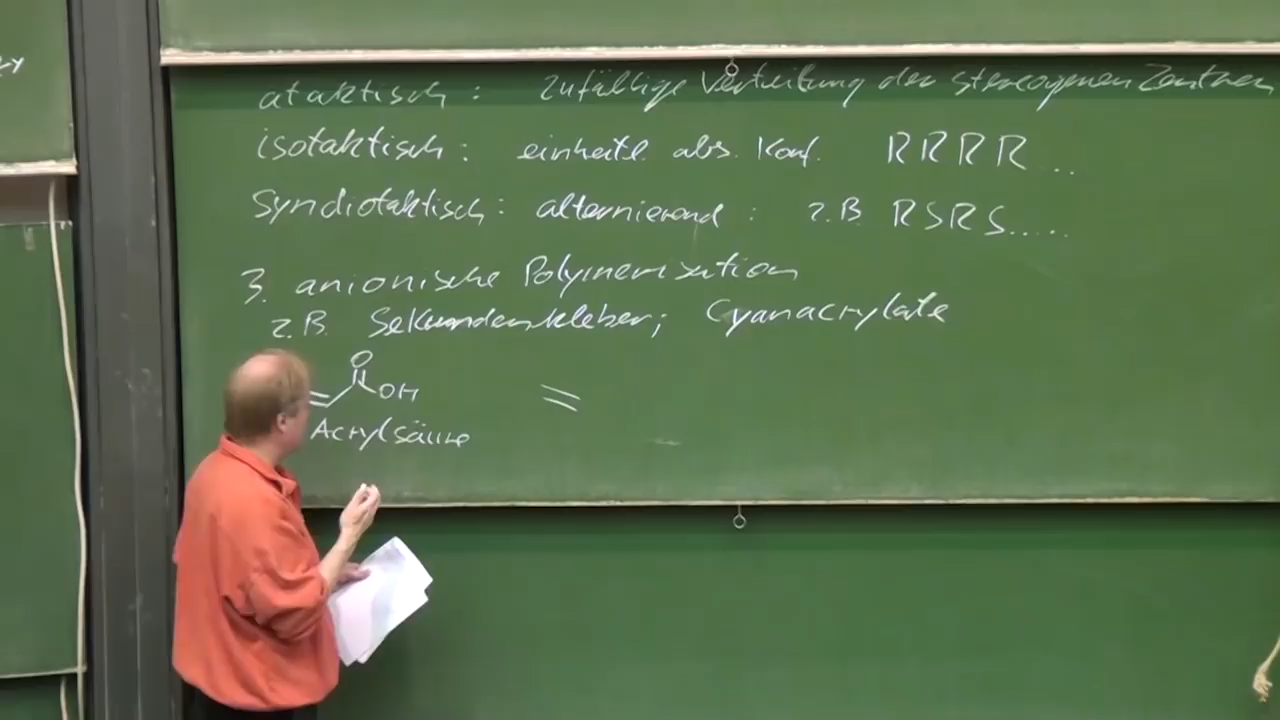 ataktisch : zufällige Verteilung der stereogenen Zentren
isotaktisch : einheitl. abs. Konf. RRRR...
Syndiotaktisch : alternierend : z.B RSRS.....
3. anionische Polymerisation
z.B. Sekundenkleber; Cyanacrylate
O
OH
=
Acrylsäure